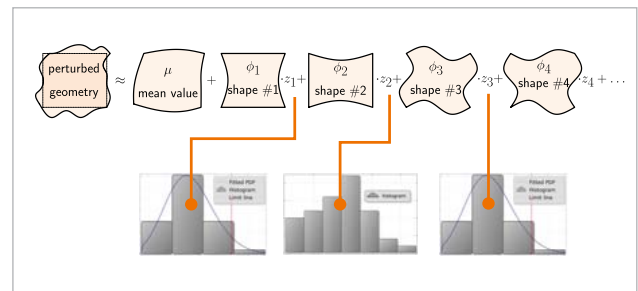 perturbed
geometry
≈
μ
mean value
+
ϕ1
shape #1
·z1+
ϕ2
shape #2
·z2+
ϕ3
shape #3
·z3+
ϕ4
shape #4
·z4 + ...
Fitted PDF
Histogram
Limit line
Histogram
Fitted PDF
Histogram
Limit line